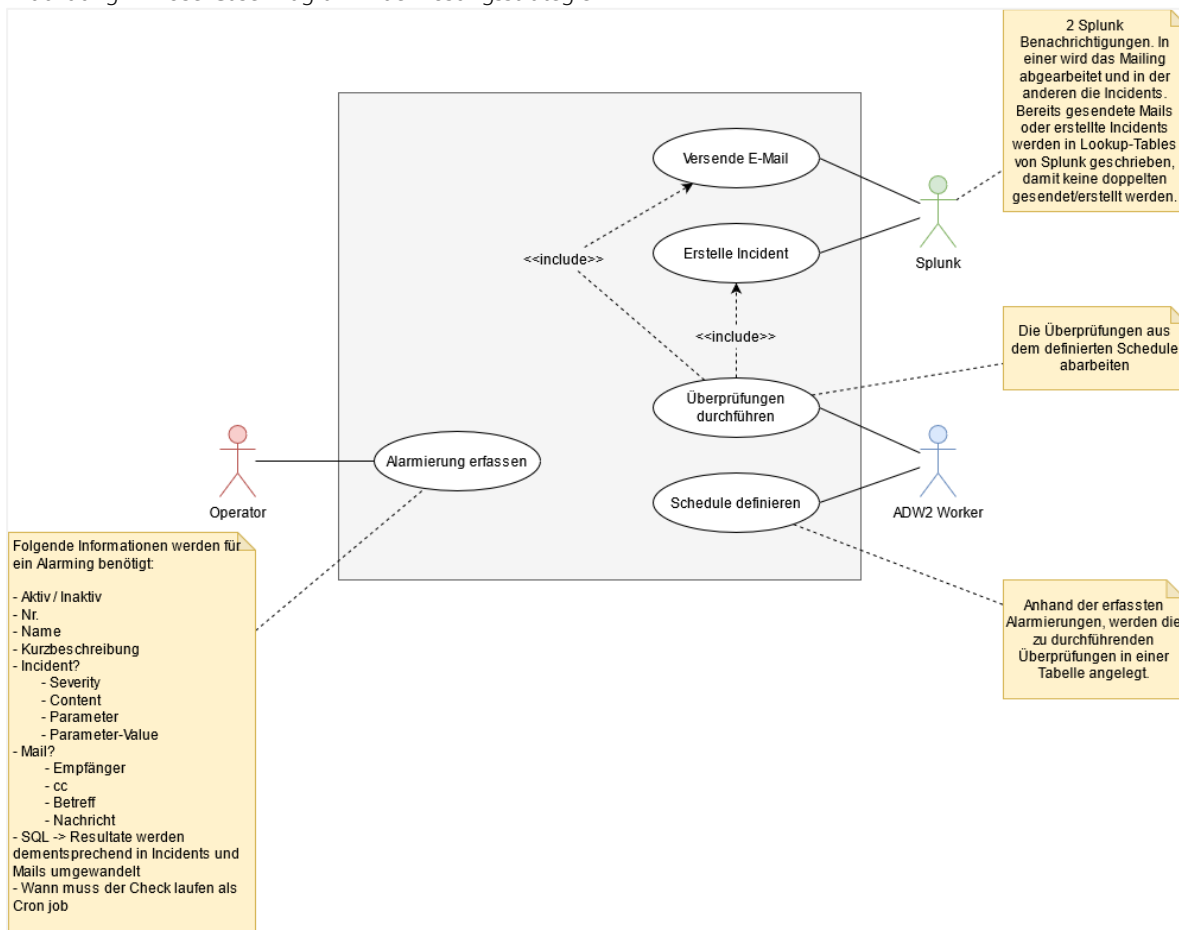 2 Splunk
Benachrichtigungen. In
einer wird das Mailing
abgearbeitet und in der
anderen die Incidents.
Bereits gesendete Mails
oder erstellte Incidents
werden in Lookup-Tables
von Splunk geschrieben,
damit keine doppelten
gesendet/erstellt werden.
Versende E-Mail
<<include>>
Erstelle Incident
Splunk
<<include>>
Die Überprüfungen aus
dem definierten Schedule
abarbeiten
Überprüfungen
durchführen
Alarmierung erfassen
Operator
Schedule definieren
ADW2 Worker
Folgende Informationen werden für
ein Alarming benötigt:
- Aktiv / Inaktiv
- Nr.
- Name
- Kurzbeschreibung
- Incident?
- Severity
- Content
- Parameter
- Parameter-Value
- Mail?
- Empfänger
- cc
- Betreff
- Nachricht
- SQL -> Resultate werden
dementsprechend in Incidents und
Mails umgewandelt
- Wann muss der Check laufen als
Cron job
Anhand der erfassten
Alarmierungen, werden die
zu durchführenden
Überprüfungen in einer
Tabelle angelegt.